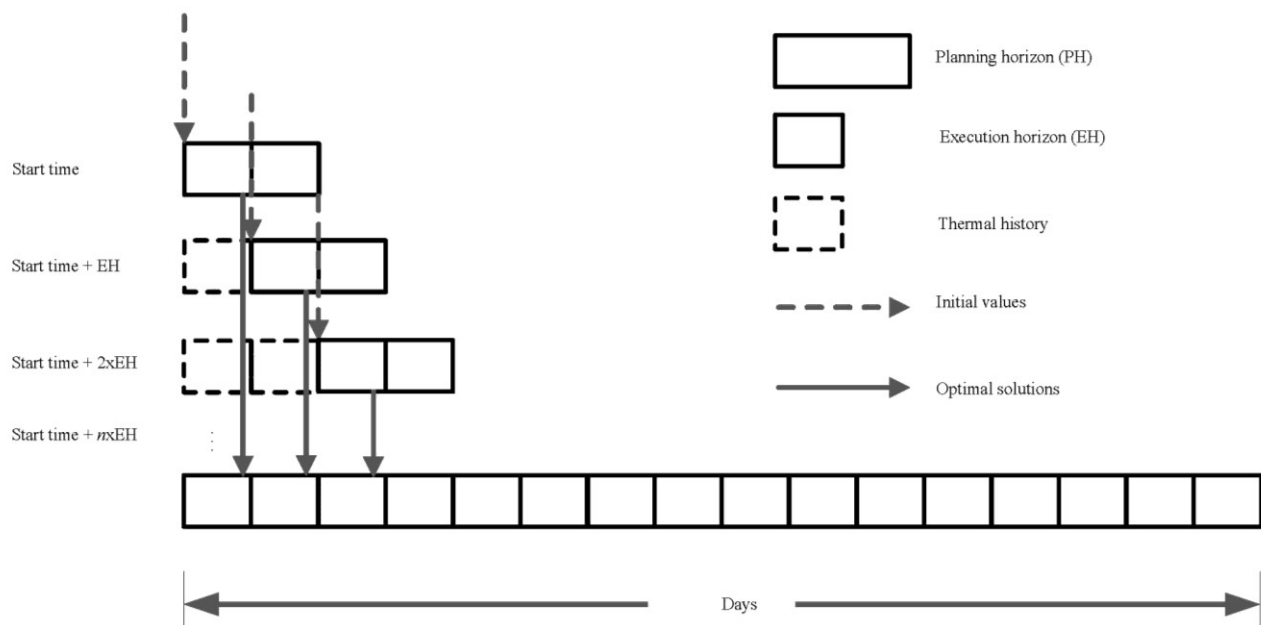 Planning horizon (PH)
Execution horizon (EH)
Start time
Thermal history
Start time + EH
Initial values
Start time + 2xEH
Optimal solutions
Start time + nxEH
Days